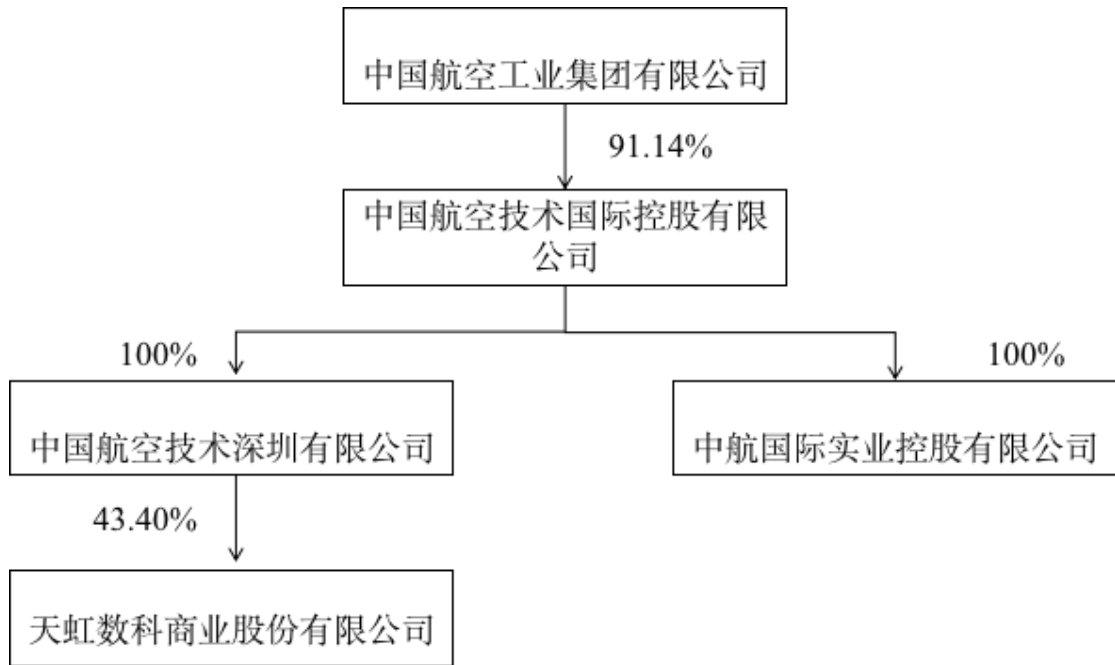 中国航空工业集团有限公司
91.14%
中国航空技术国际控股有限
公司
100%
100%
中国航空技术深圳有限公司
中航国际实业控股有限公司
43.40%
天虹数科商业股份有限公司